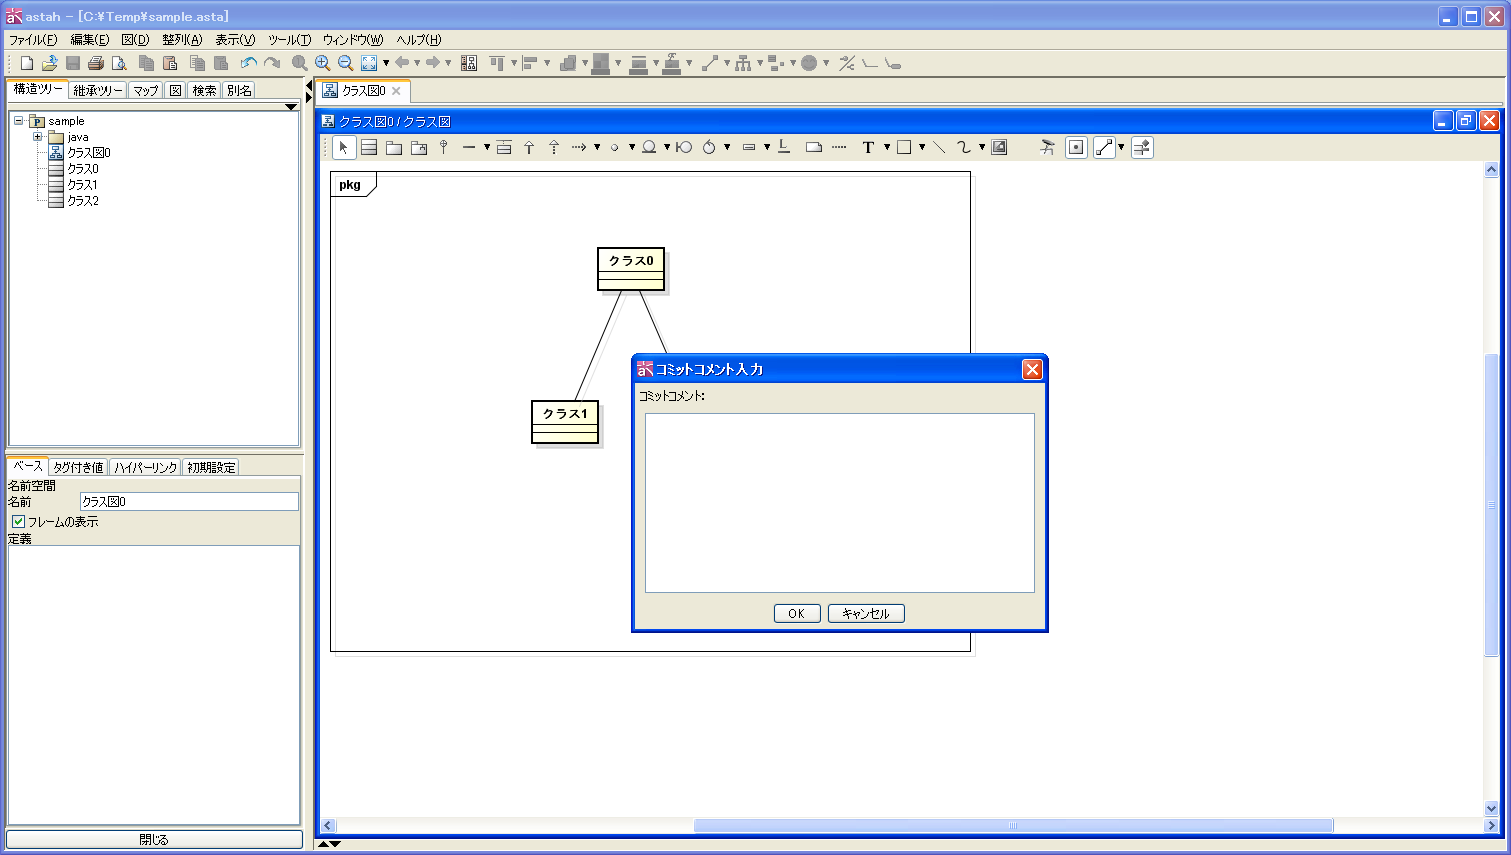 astah - [C:¥Temp¥sample.asta]
ファイル(F) 編集(E) 図(D) 整列(A) 表示(V) ツール(T) ウィンドウ(W) ヘルプ(H)
構造ツリー 継承ツリー マップ 図 検索 別名
sample
java
クラス図0
クラス0
クラス1
クラス2
ベース タグ付き値 ハイパーリンク 初期設定
名前空間
名前 クラス図0
フレームの表示
定義
閉じる
クラス図0
クラス図0 / クラス図
T
pkg
クラス0
クラス1
コミットコメント入力
コミットコメント:
OK キャンセル